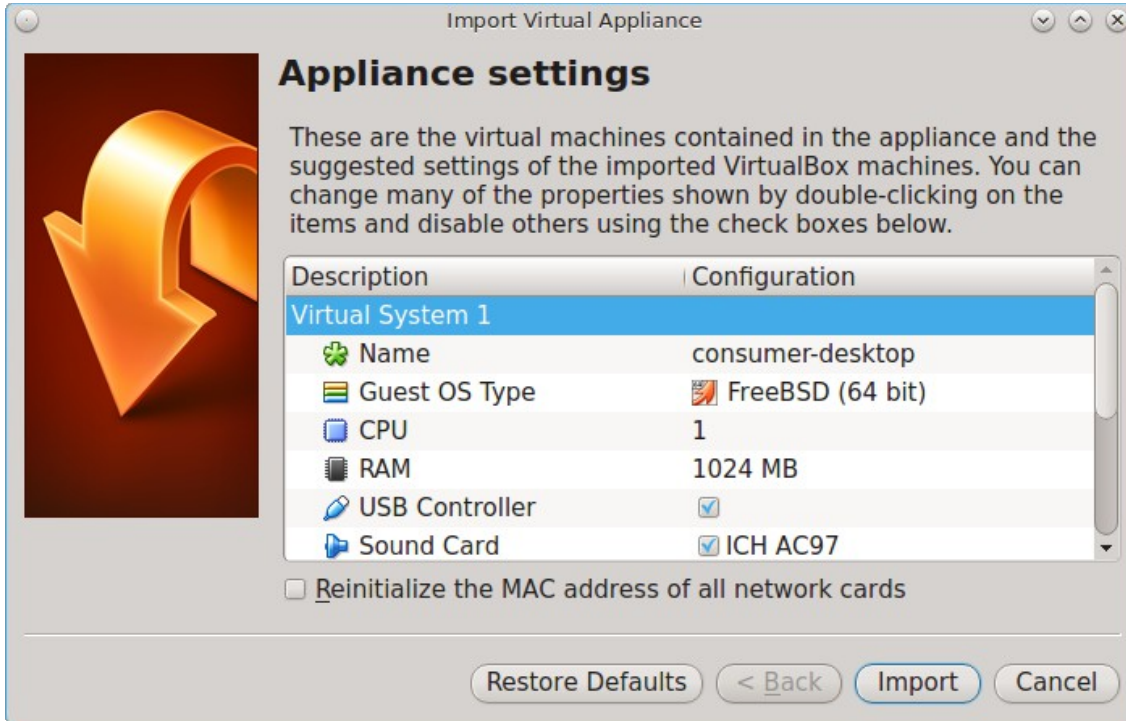 Import Virtual Appliance
Appliance settings
These are the virtual machines contained in the appliance and the
suggested settings of the imported VirtualBox machines. You can
change many of the properties shown by double-clicking on the
items and disable others using the check boxes below.
Description Configuration
Virtual System 1
Name consumer-desktop
Guest OS Type FreeBSD (64 bit)
CPU 1
RAM 1024 MB
USB Controller
Sound Card ICH AC97
Reinitialize the MAC address of all network cards
Restore Defaults < Back Import Cancel